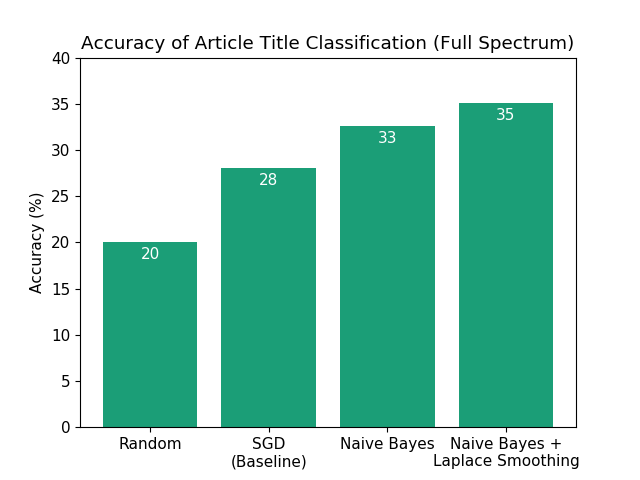 Accuracy of Article Title Classification (Full Spectrum)
40
35
30
25
20
15
10
5
0
Accuracy (%)
20
28
33
35
Random
SGD
(Baseline)
Naive Bayes
Naive Bayes +
Laplace Smoothing